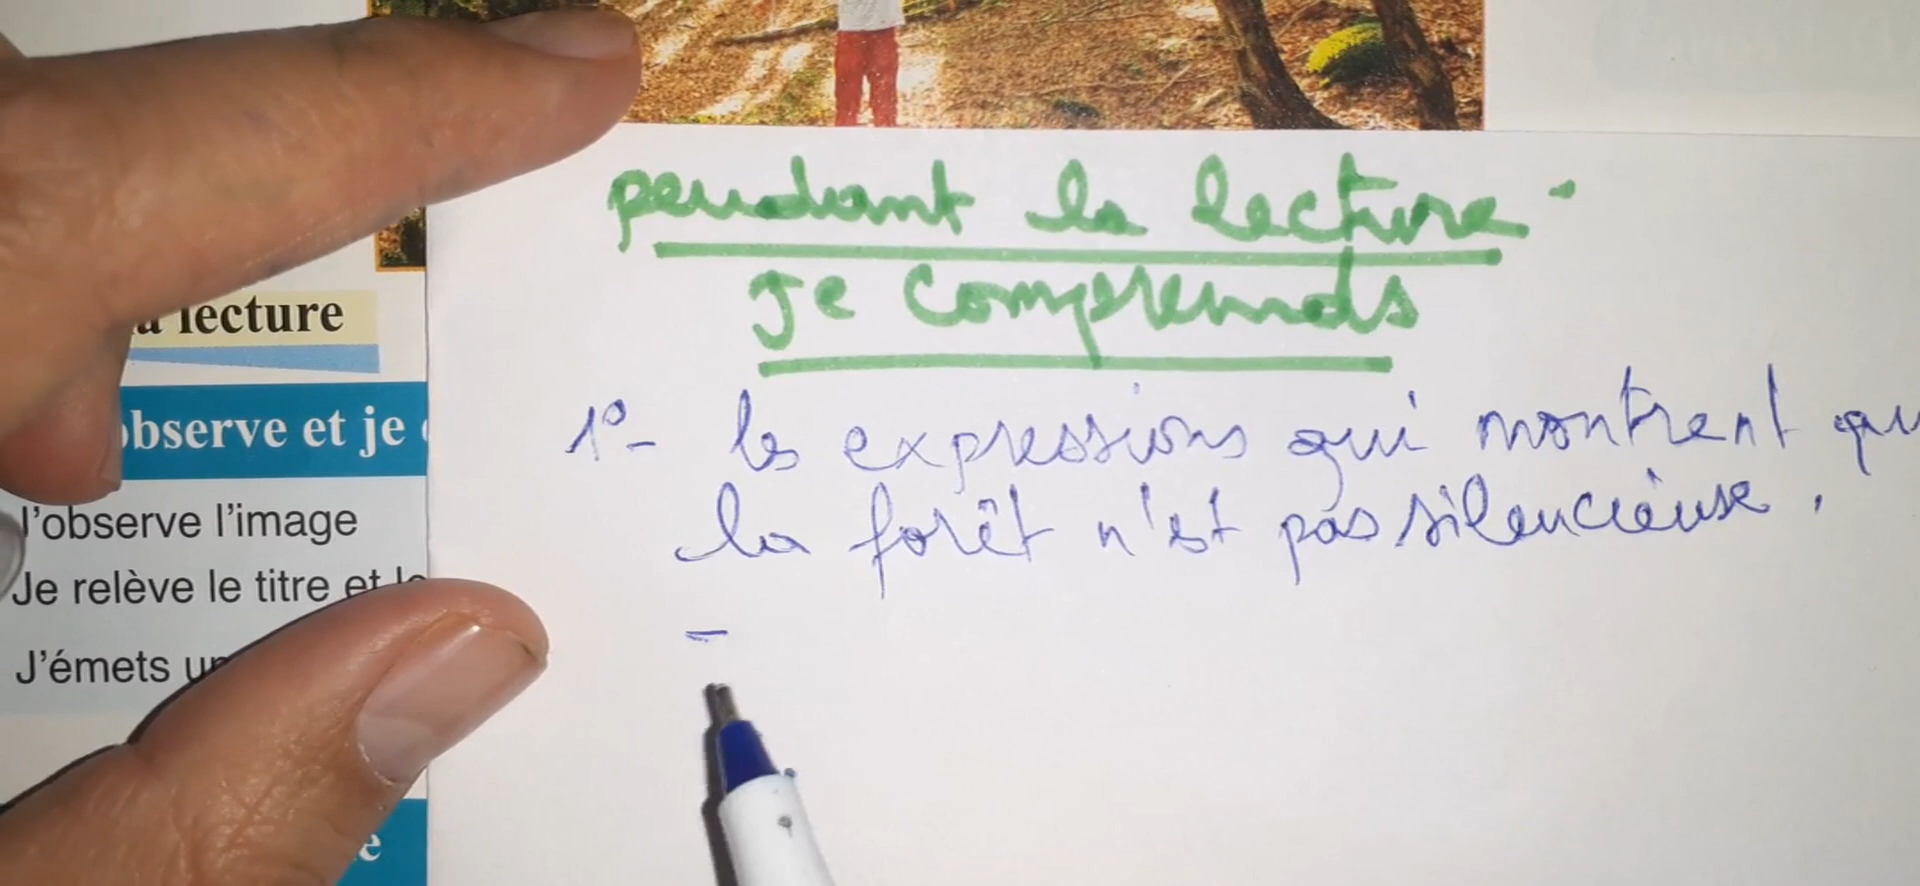 pendant la lecture.
Je comprends
1°- les expressions qui montrent qu
la forêt n'est pas silencieuse.
-
lecture
observe et je
J'observe l'image
Je relève le titre et
J'émets